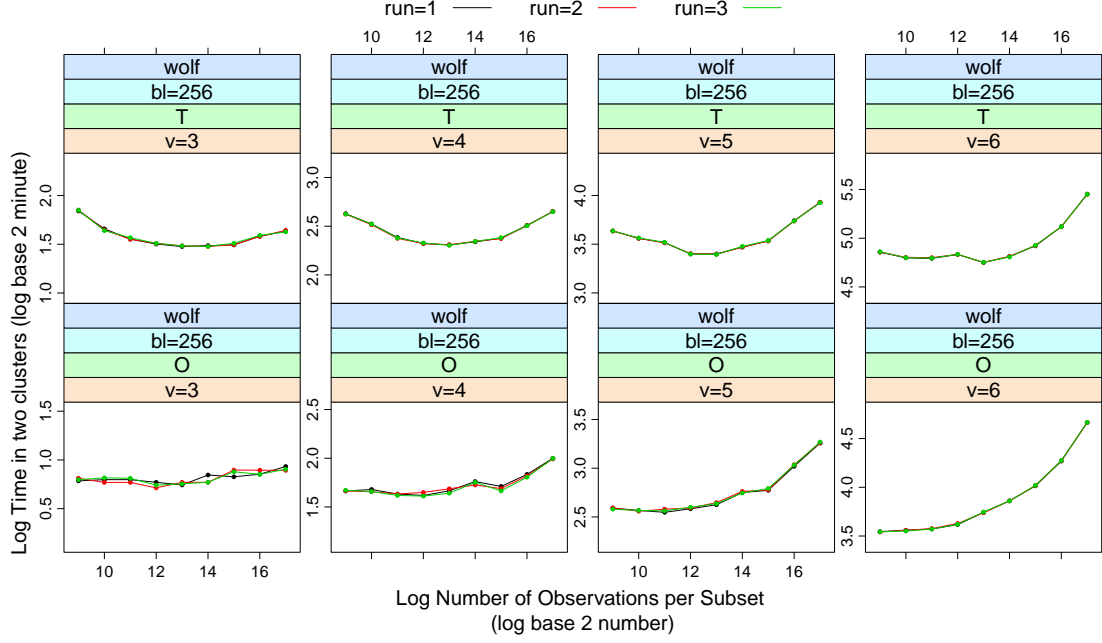 run=1 run=2 run=3
10 12 14 16 10 12 14 16
wolf wolf wolf wolf
bl=256 bl=256 bl=256 bl=256
T T T T
v=3 v=4 v=5 v=6
1.0 1.5 2.0
2.0 2.5 3.0
3.0 3.5 4.0
4.5 5.0 5.5
wolf wolf wolf wolf
bl=256 bl=256 bl=256 bl=256
O O O O
v=3 v=4 v=5 v=6
0.5 1.0 1.5
1.5 2.0 2.5
2.5 3.0 3.5
3.5 4.0 4.5
10 12 14 16 10 12 14 16
Log Time in two clusters (log base 2 minute)
Log Number of Observations per Subset
(log base 2 number)